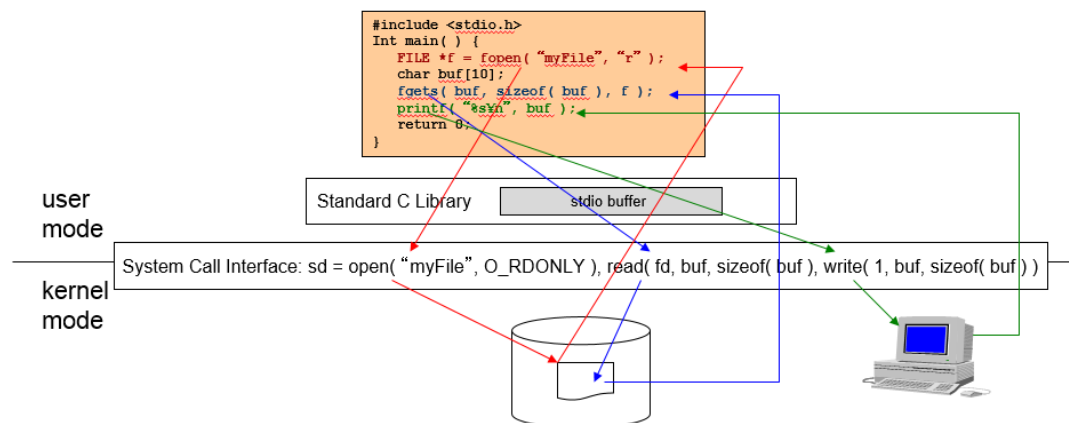 #include <stdio.h>
Int main( ) {
FILE *f = fopen( “myFile”, “r” );
char buf[10];
fgets( buf, sizeof( buf ), f );
printf( “%s¥n”, buf );
return 0;
}
Standard C Library
stdio buffer
user
mode
System Call Interface: sd = open( “myFile”, O_RDONLY ), read( fd, buf, sizeof( buf ), write( 1, buf, sizeof( buf ) )
kernel
mode